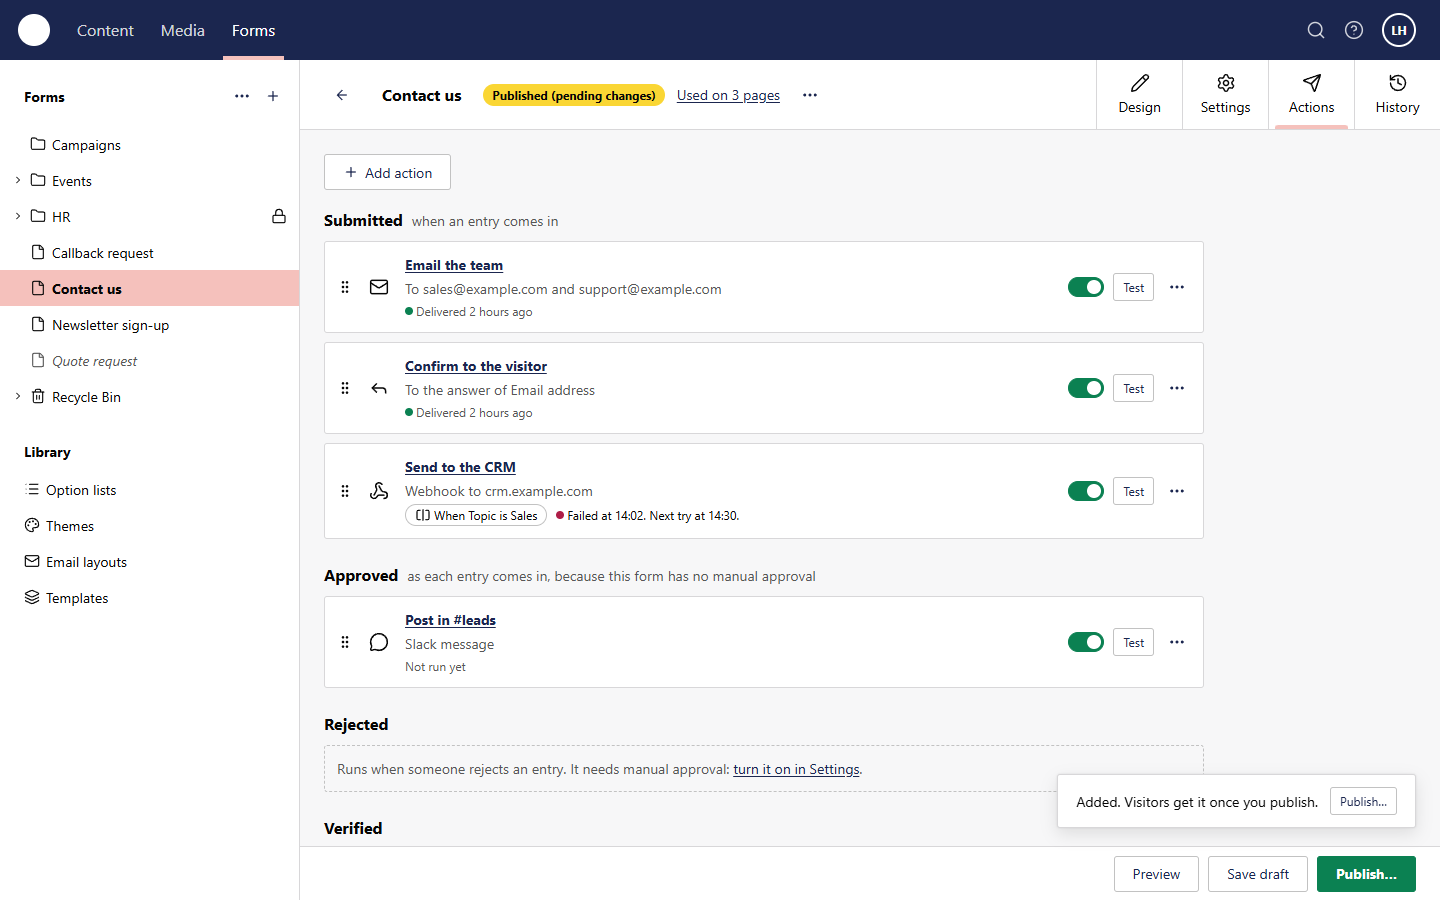 Content
Media
Forms
LH
Forms
Campaigns
Events
HR
Callback request
Contact us
Newsletter sign-up
Quote request
Recycle Bin
Library
Option lists
Themes
Email layouts
Templates
Contact us
Published (pending changes)
Used on 3 pages
Design
Settings
Actions
History
Add action
Submitted when an entry comes in
Email the team
To sales@example.com and support@example.com
Delivered 2 hours ago
Test
Confirm to the visitor
To the answer of Email address
Delivered 2 hours ago
Test
Send to the CRM
Webhook to crm.example.com
When Topic is Sales
Failed at 14:02. Next try at 14:30.
Test
Approved as each entry comes in, because this form has no manual approval
Post in #leads
Slack message
Not run yet
Test
Rejected
Runs when someone rejects an entry. It needs manual approval: turn it on in Settings.
Added. Visitors get it once you publish.
Publish...
Verified
Preview
Save draft
Publish...